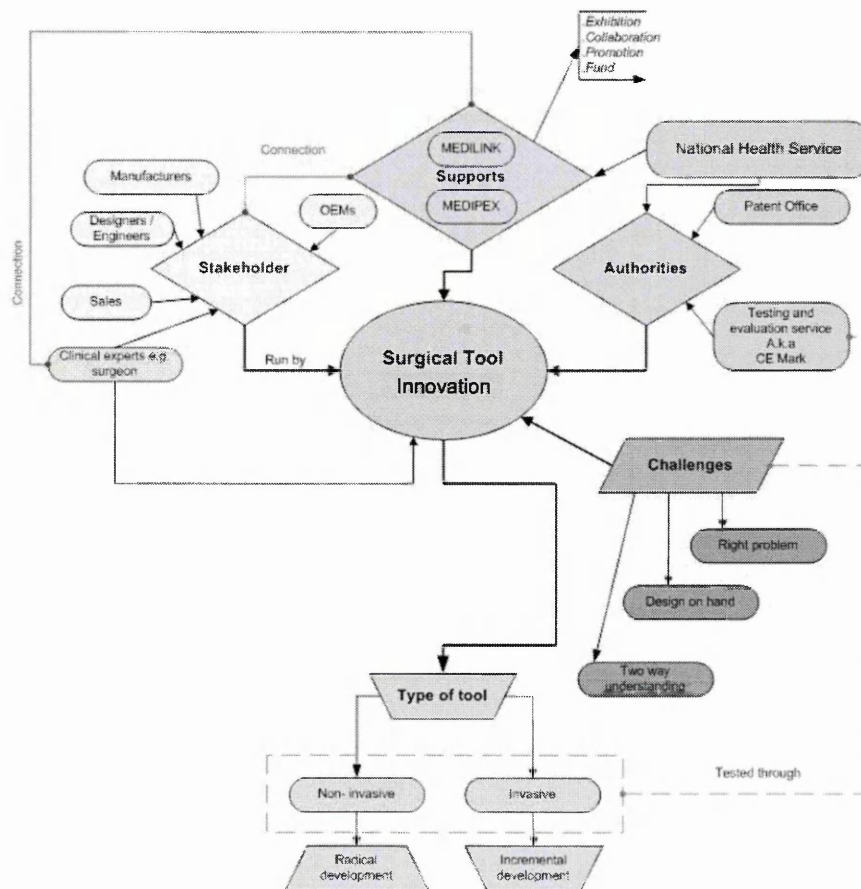 .Exhibition
.Collaboration
.Promotion
.Fund
Connection
MEDILINK
Supports
MEDIPEX
National Health Service
Manufacturers
OEMs
Designers /
Engineers
Stakeholder
Patent Office
Authorities
Connection
Sales
Testing and
evaluation service
A.k.a
CE Mark
Clinical experts e.g.
surgeon
Run by
Surgical Tool
Innovation
Challenges
Right problem
Design on hand
Two way
understanding
Type of tool
Tested through
Non- invasive
Invasive
Radical
development
Incremental
development